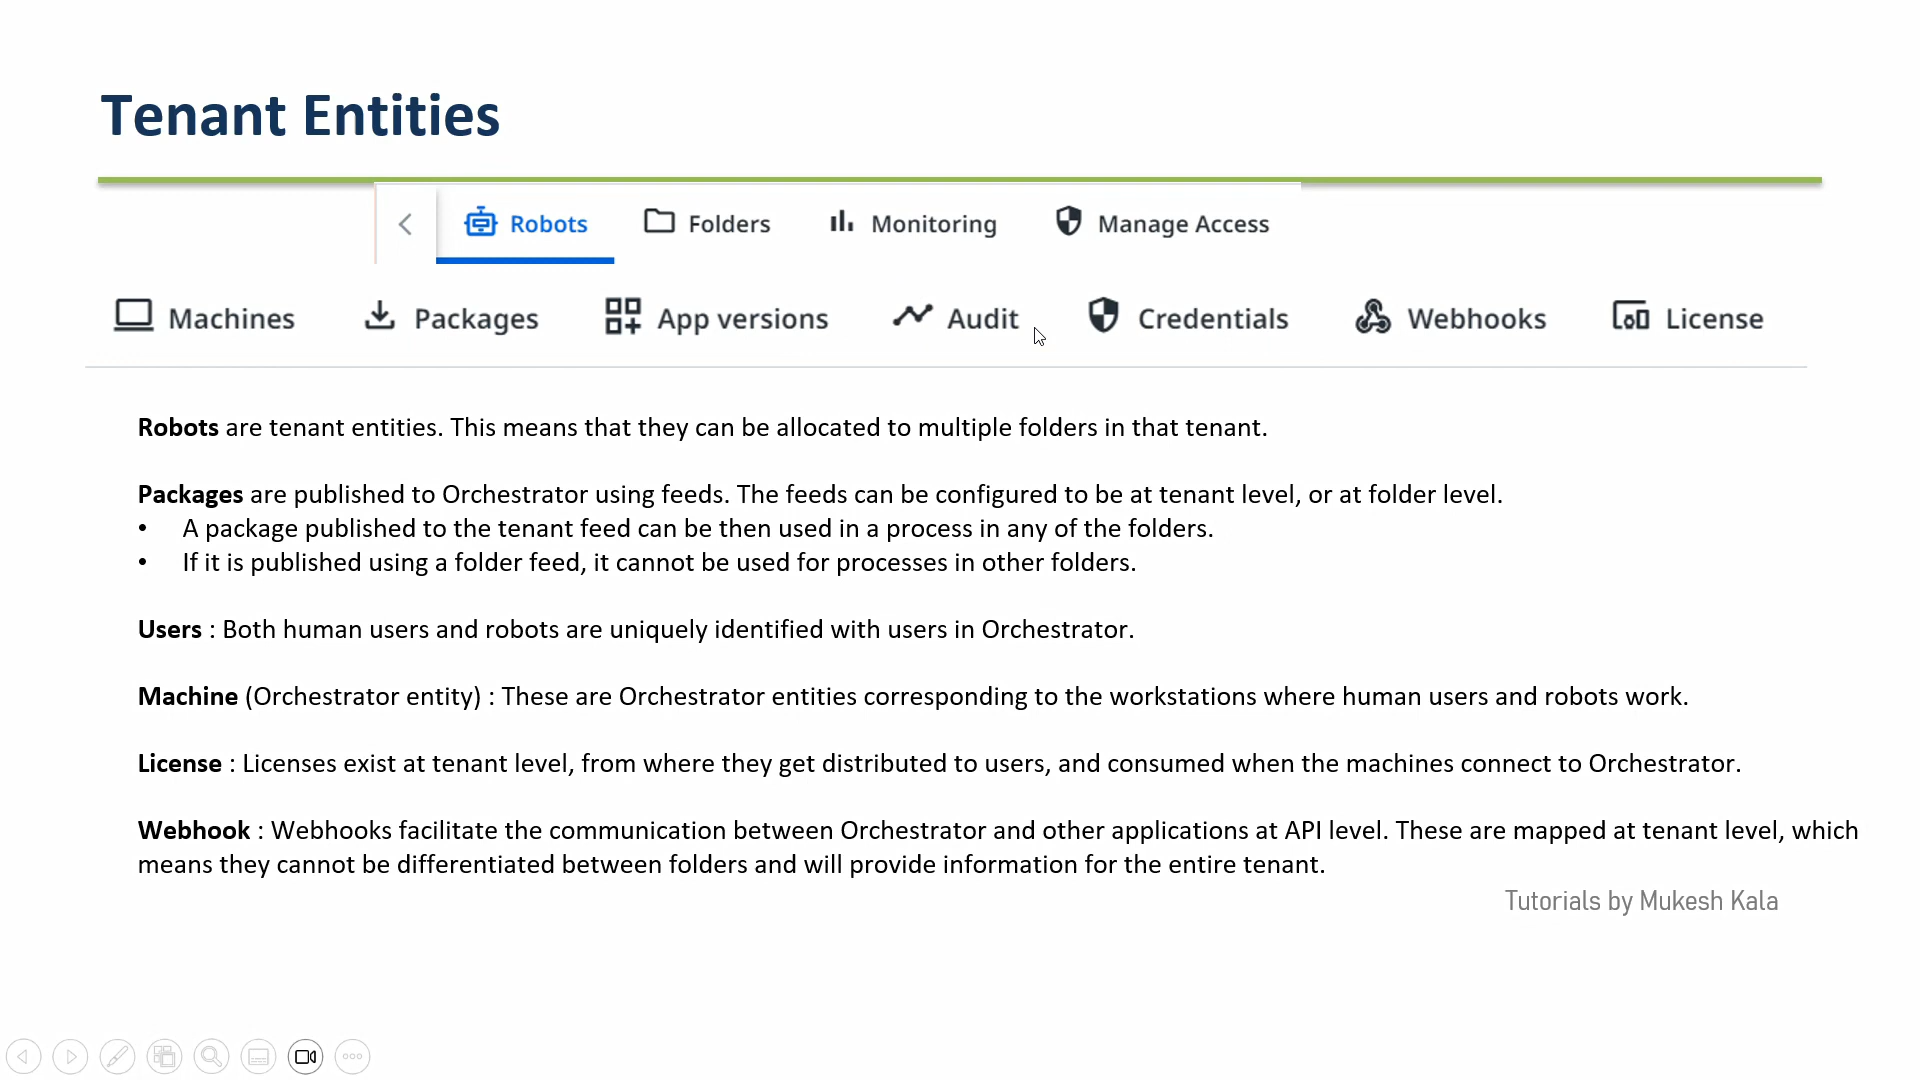 Tenant Entities
Robots Folders Monitoring Manage Access
Machines Packages App versions Audit Credentials Webhooks License
Robots are tenant entities. This means that they can be allocated to multiple folders in that tenant.
Packages are published to Orchestrator using feeds. The feeds can be configured to be at tenant level, or at folder level.
• A package published to the tenant feed can be then used in a process in any of the folders.
• If it is published using a folder feed, it cannot be used for processes in other folders.
Users : Both human users and robots are uniquely identified with users in Orchestrator.
Machine (Orchestrator entity) : These are Orchestrator entities corresponding to the workstations where human users and robots work.
License : Licenses exist at tenant level, from where they get distributed to users, and consumed when the machines connect to Orchestrator.
Webhook : Webhooks facilitate the communication between Orchestrator and other applications at API level. These are mapped at tenant level, which
means they cannot be differentiated between folders and will provide information for the entire tenant.
Tutorials by Mukesh Kala